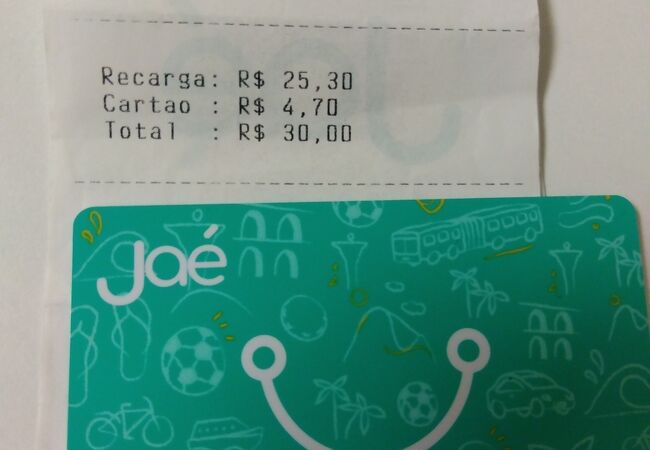 Recarga: R$ 25,30
Cartao : R$ 4,70
Total : R$ 30,00
Jaé